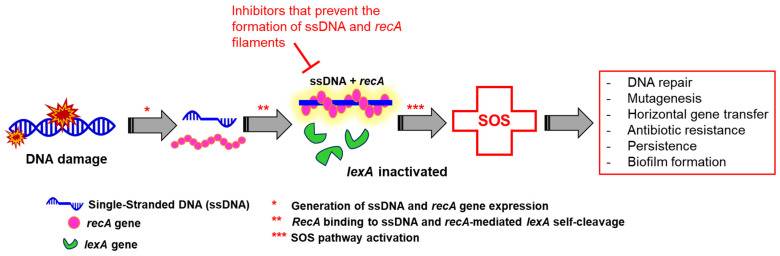 Inhibitors that prevent the
formation of ssDNA and recA
filaments
ssDNA + recA
*
**
***
SOS
DNA damage
lexA inactivated
- DNA repair
- Mutagenesis
- Horizontal gene transfer
- Antibiotic resistance
- Persistence
- Biofilm formation
Single-Stranded DNA (ssDNA)
recA gene
lexA gene
* Generation of ssDNA and recA gene expression
** RecA binding to ssDNA and recA-mediated lexA self-cleavage
*** SOS pathway activation